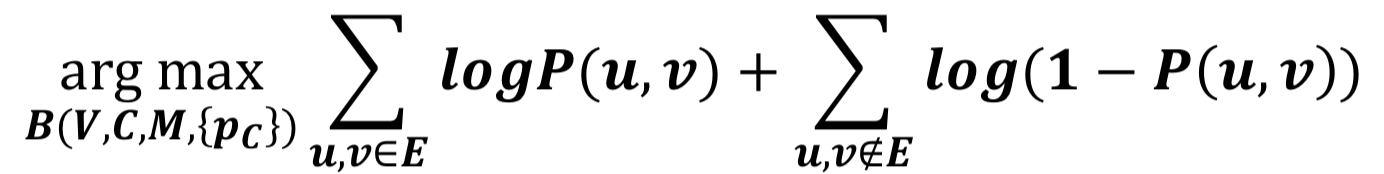 arg max ∑ logP(u, v) + ∑ log(1 − P(u, v))
B(V,C,M,{p_C}) u,v∈E u,v∉E